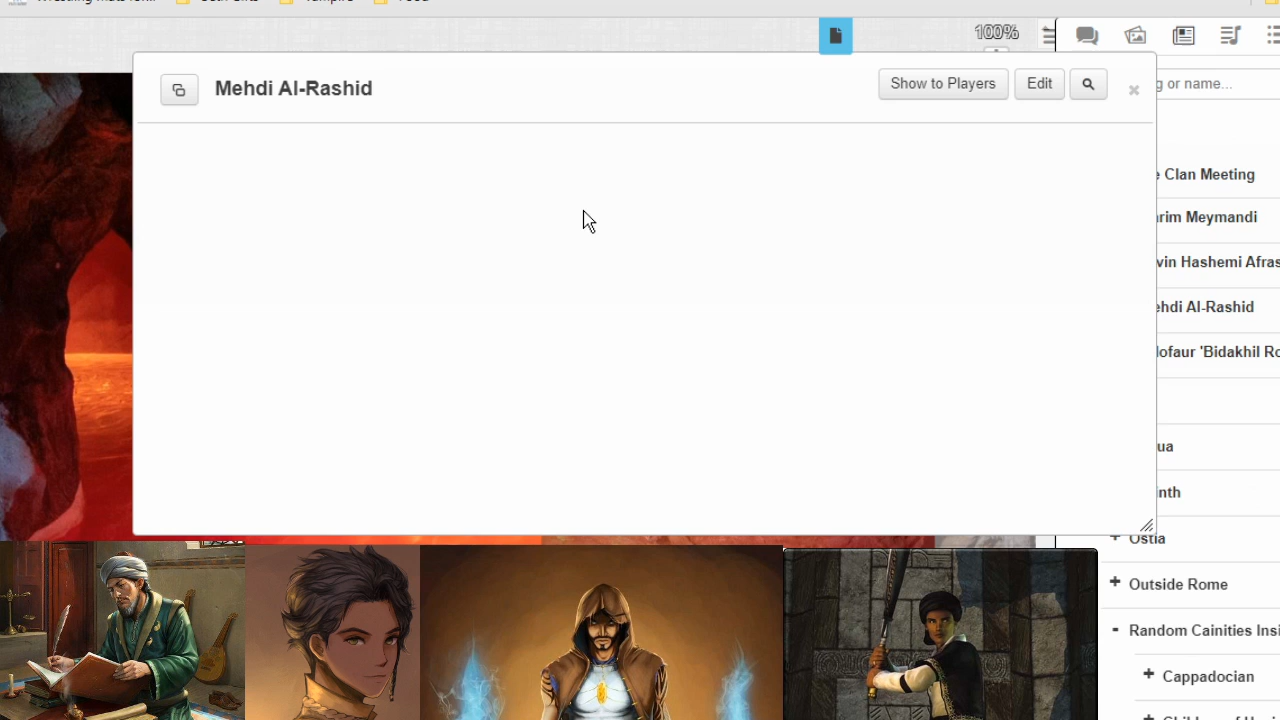 100%
Mehdi Al-Rashid
Show to Players
Edit
g or name...
e Clan Meeting
rim Meymandi
vin Hashemi Afras
ehdi Al-Rashid
lofaur 'Bidakhil Ro
ua
inth
Ostia
+ Outside Rome
- Random Cainities Insi
+ Cappadocian